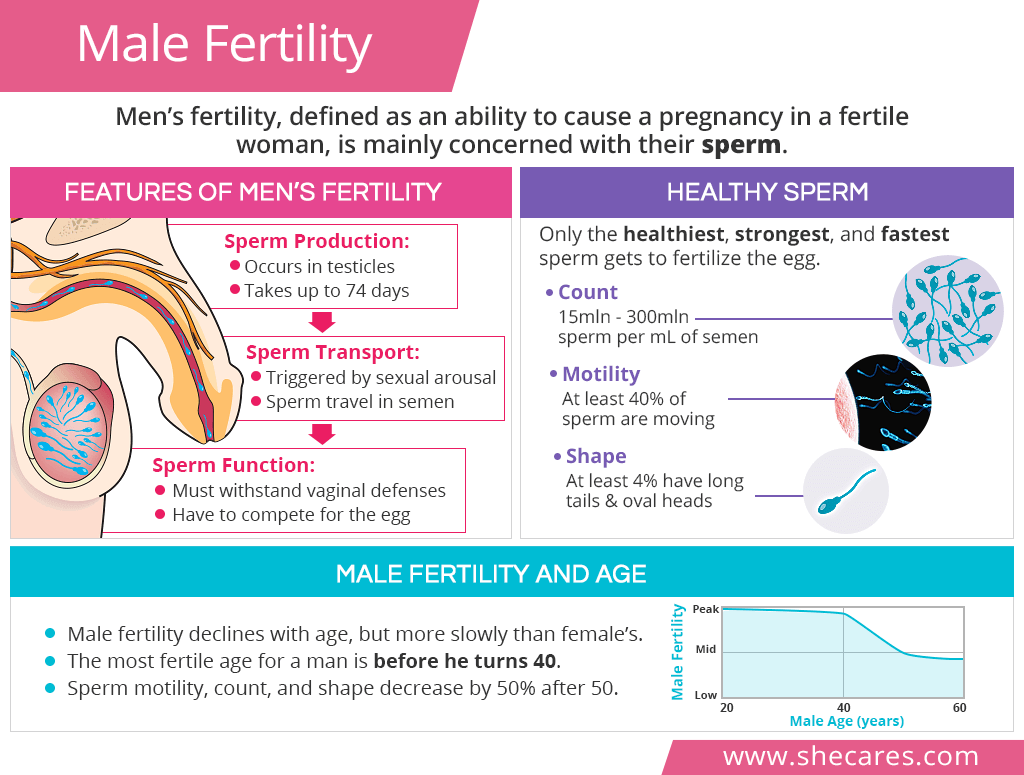 Male Fertility
Men’s fertility, defined as an ability to cause a pregnancy in a fertile
woman, is mainly concerned with their sperm.
FEATURES OF MEN’S FERTILITY
Sperm Production:
Occurs in testicles
Takes up to 74 days
Sperm Transport:
Triggered by sexual arousal
Sperm travel in semen
Sperm Function:
Must withstand vaginal defenses
Have to compete for the egg
HEALTHY SPERM
Only the healthiest, strongest, and fastest
sperm gets to fertilize the egg.
• Count
15mln - 300mln
sperm per mL of semen
• Motility
At least 40% of
sperm are moving
• Shape
At least 4% have long
tails & oval heads
MALE FERTILITY AND AGE
Male fertility declines with age, but more slowly than female’s.
The most fertile age for a man is before he turns 40.
Sperm motility, count, and shape decrease by 50% after 50.
Male Fertility
Peak
Mid
Low
20 40 60
Male Age (years)
www.shecares.com